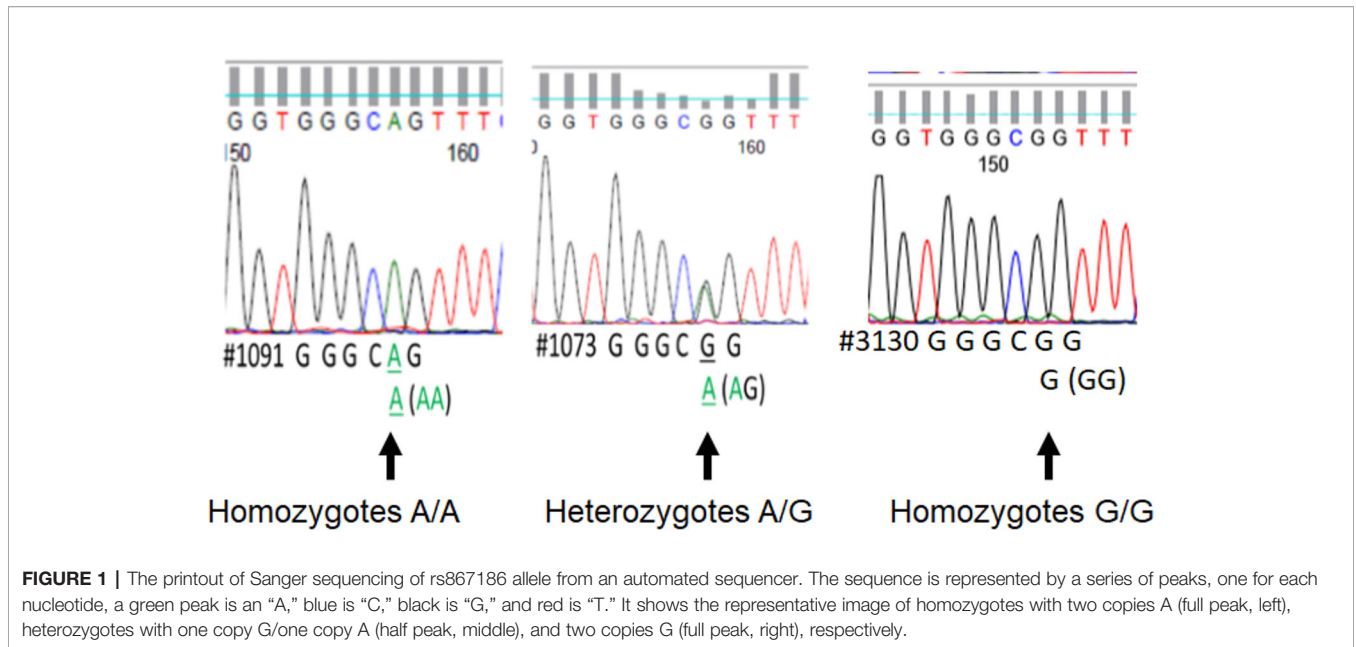 G G T G G G C A G T T T
150 160
#1091 G G G C A G
A (AA)
Homozygotes A/A
G G T G G G C G G T T T
160
#1073 G G G C G G
A (AG)
Heterozygotes A/G
G G T G G G C G G T T T
150
#3130 G G G C G G
G (GG)
Homozygotes G/G
FIGURE 1 | The printout of Sanger sequencing of rs867186 allele from an automated sequencer. The sequence is represented by a series of peaks, one for each
nucleotide, a green peak is an “A,” blue is “C,” black is “G,” and red is “T.” It shows the representative image of homozygotes with two copies A (full peak, left),
heterozygotes with one copy G/one copy A (half peak, middle), and two copies G (full peak, right), respectively.